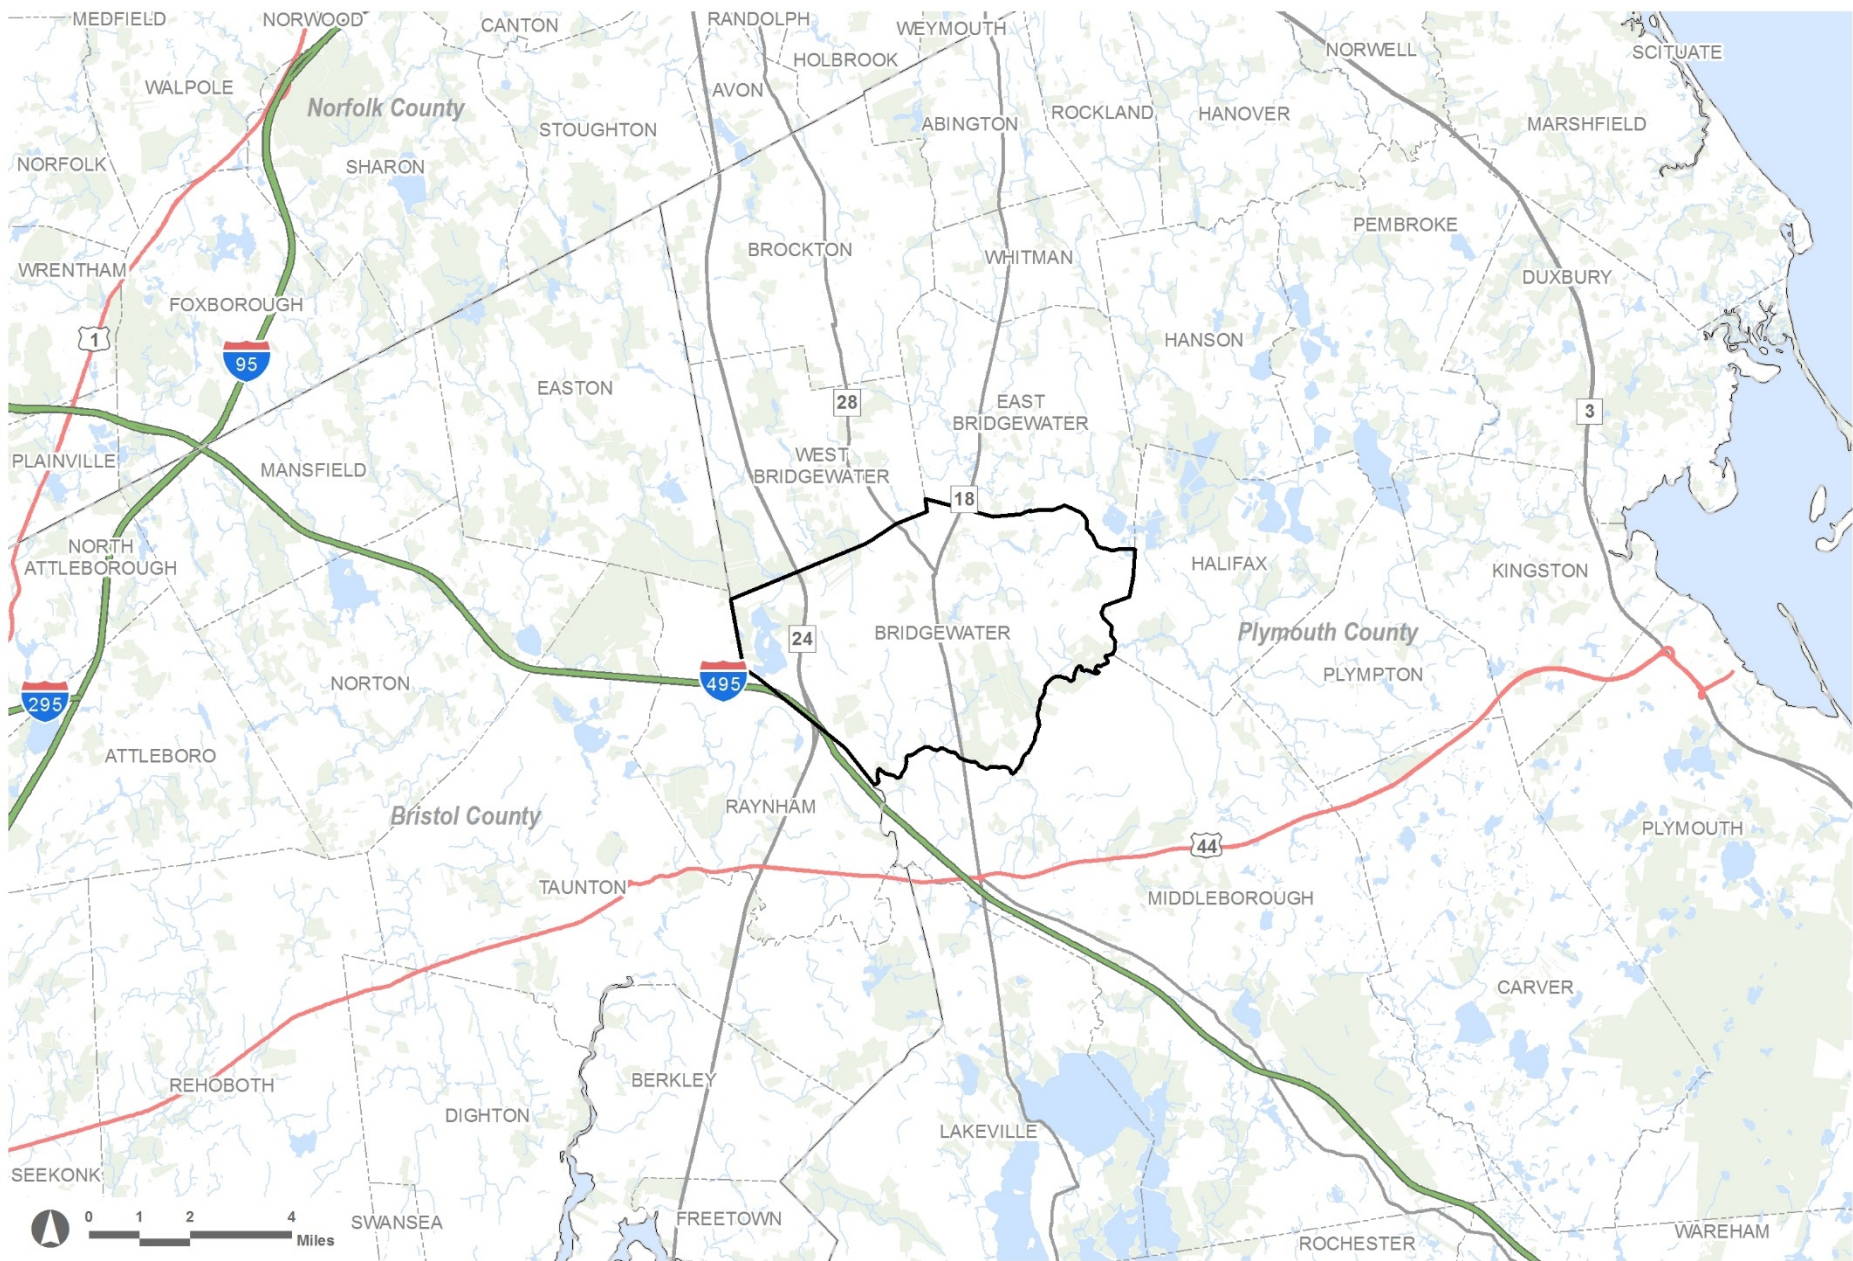 MEDFIELD
NORWOOD
CANTON
RANDOLPH
WEYMOUTH
NORWELL
SCITUATE
WALPOLE
HOLBROOK
AVON
Norfolk County
STOUGHTON
ABINGTON
ROCKLAND
HANOVER
MARSHFIELD
NORFOLK
SHARON
PEMBROKE
BROCKTON
WHITMAN
WRENTHAM
DUXBURY
FOXBOROUGH
1
95
HANSON
EASTON
28
EAST
BRIDGEWATER
3
PLAINVILLE
MANSFIELD
WEST
BRIDGEWATER
18
NORTH
ATTLEBOROUGH
HALIFAX
KINGSTON
24
BRIDGEWATER
Plymouth County
PLYMPTON
495
NORTON
295
ATTLEBORO
Bristol County
RAYNHAM
PLYMOUTH
44
TAUNTON
MIDDLEBOROUGH
CARVER
REHOBOTH
BERKLEY
DIGHTON
LAKEVILLE
SEEKONK
SWANSEA
FREETOWN
ROCHESTER
WAREHAM
0 1 2 4
Miles